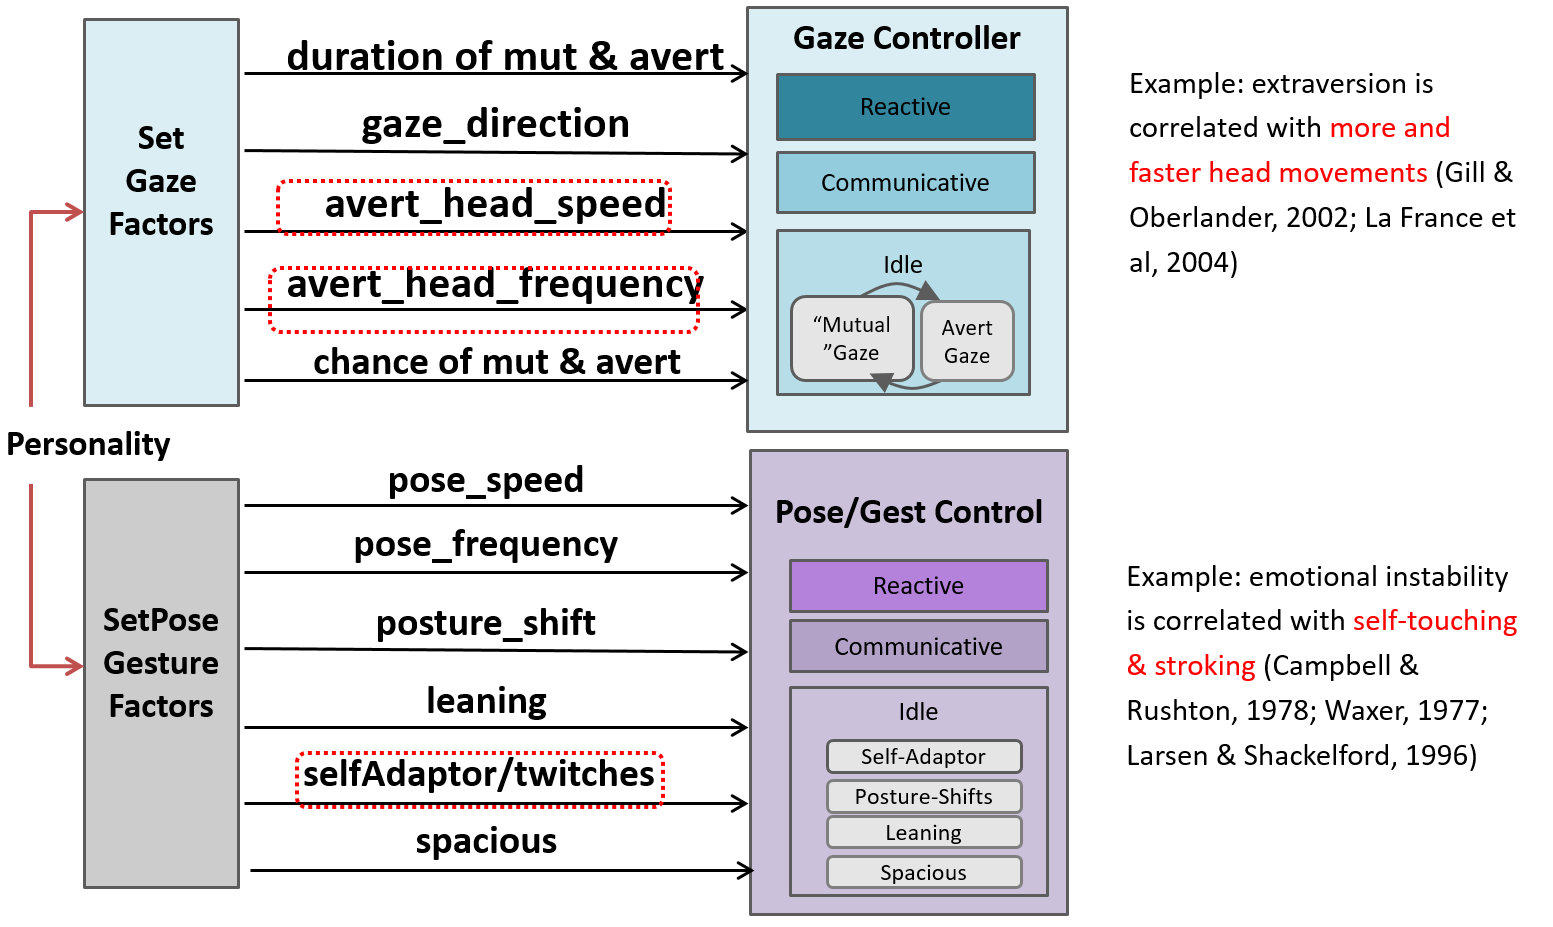 Set
Gaze
Factors
duration of mut & avert
gaze_direction
avert_head_speed
avert_head_frequency
chance of mut & avert
Gaze Controller
Reactive
Communicative
Idle
“Mutual
”Gaze
Avert
Gaze
Example: extraversion is
correlated with more and
faster head movements (Gill &
Oberlander, 2002; La France et
al, 2004)
Personality
SetPose
Gesture
Factors
pose_speed
pose_frequency
posture_shift
leaning
selfAdaptor/twitches
spacious
Pose/Gest Control
Reactive
Communicative
Idle
Self-Adaptor
Posture-Shifts
Leaning
Spacious
Example: emotional instability
is correlated with self-touching
& stroking (Campbell &
Rushton, 1978; Waxer, 1977;
Larsen & Shackelford, 1996)